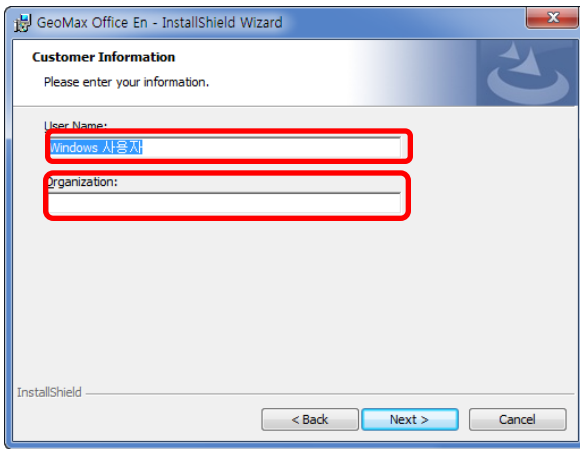 GeoMax Office En - InstallShield Wizard
Customer Information
Please enter your information.
User Name:
Windows 사용자
Organization:
InstallShield
< Back
Next >
Cancel